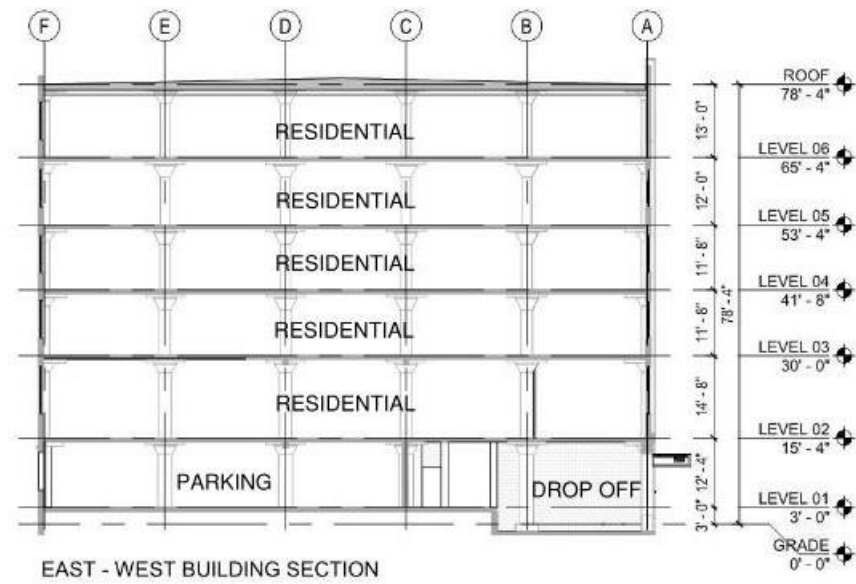 F E D C B A
ROOF
78' - 4"
13' - 0"
RESIDENTIAL
LEVEL 06
65' - 4"
12' - 0"
RESIDENTIAL
LEVEL 05
53' - 4"
11' - 8"
RESIDENTIAL
LEVEL 04
41' - 8"
78' - 4"
11' - 8"
RESIDENTIAL
LEVEL 03
30' - 0"
14' - 8"
RESIDENTIAL
LEVEL 02
15' - 4"
12' - 4"
PARKING
DROP OFF
LEVEL 01
3' - 0"
3' - 0"
GRADE
0' - 0"
EAST - WEST BUILDING SECTION